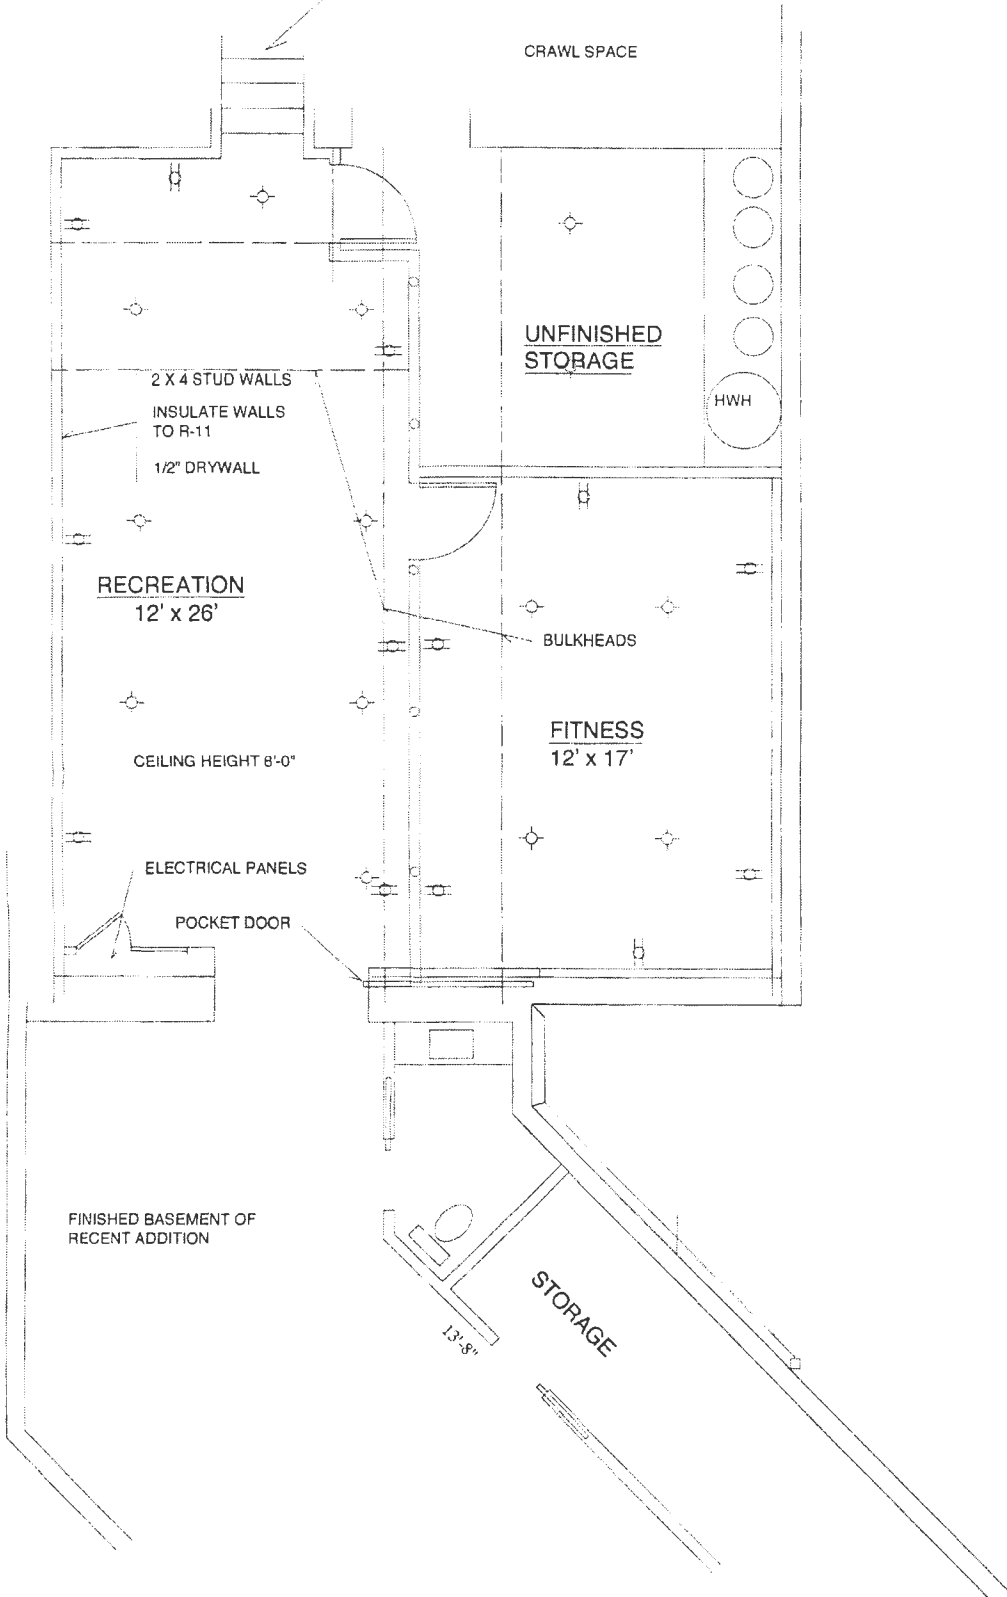 CRAWL SPACE
UNFINISHED
STORAGE
2 X 4 STUD WALLS
INSULATE WALLS
TO R-11
HWH
1/2" DRYWALL
RECREATION
12' x 26'
BULKHEADS
FITNESS
12' x 17'
CEILING HEIGHT 8'-0"
ELECTRICAL PANELS
POCKET DOOR
FINISHED BASEMENT OF
RECENT ADDITION
STORAGE
13'-8"